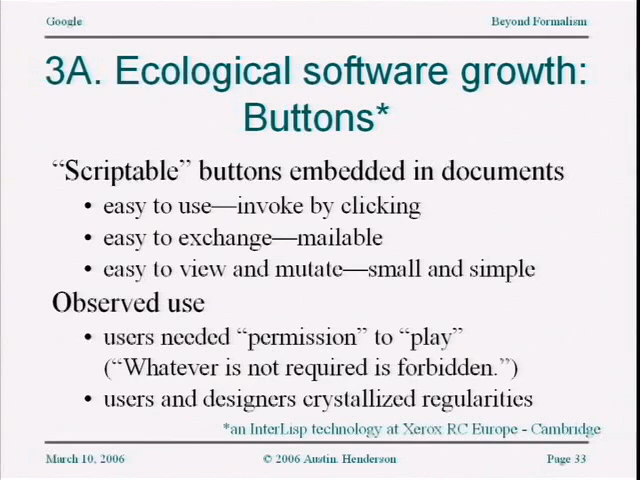 Google
Beyond Formalism
3A. Ecological software growth:
Buttons*
“Scriptable” buttons embedded in documents
• easy to use—invoke by clicking
• easy to exchange—mailable
• easy to view and mutate—small and simple
Observed use
• users needed “permission” to “play”
(“Whatever is not required is forbidden.”)
• users and designers crystallized regularities
*an InterLisp technology at Xerox RC Europe - Cambridge
March 10, 2006
© 2006 Austin. Henderson
Page 33